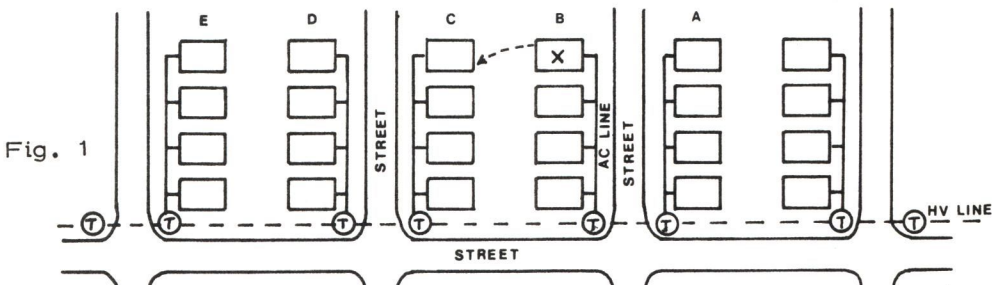 E D C B A
X
Fig. 1
STREET
AC LINE
STREET
T T T T T T T T
HV LINE
STREET